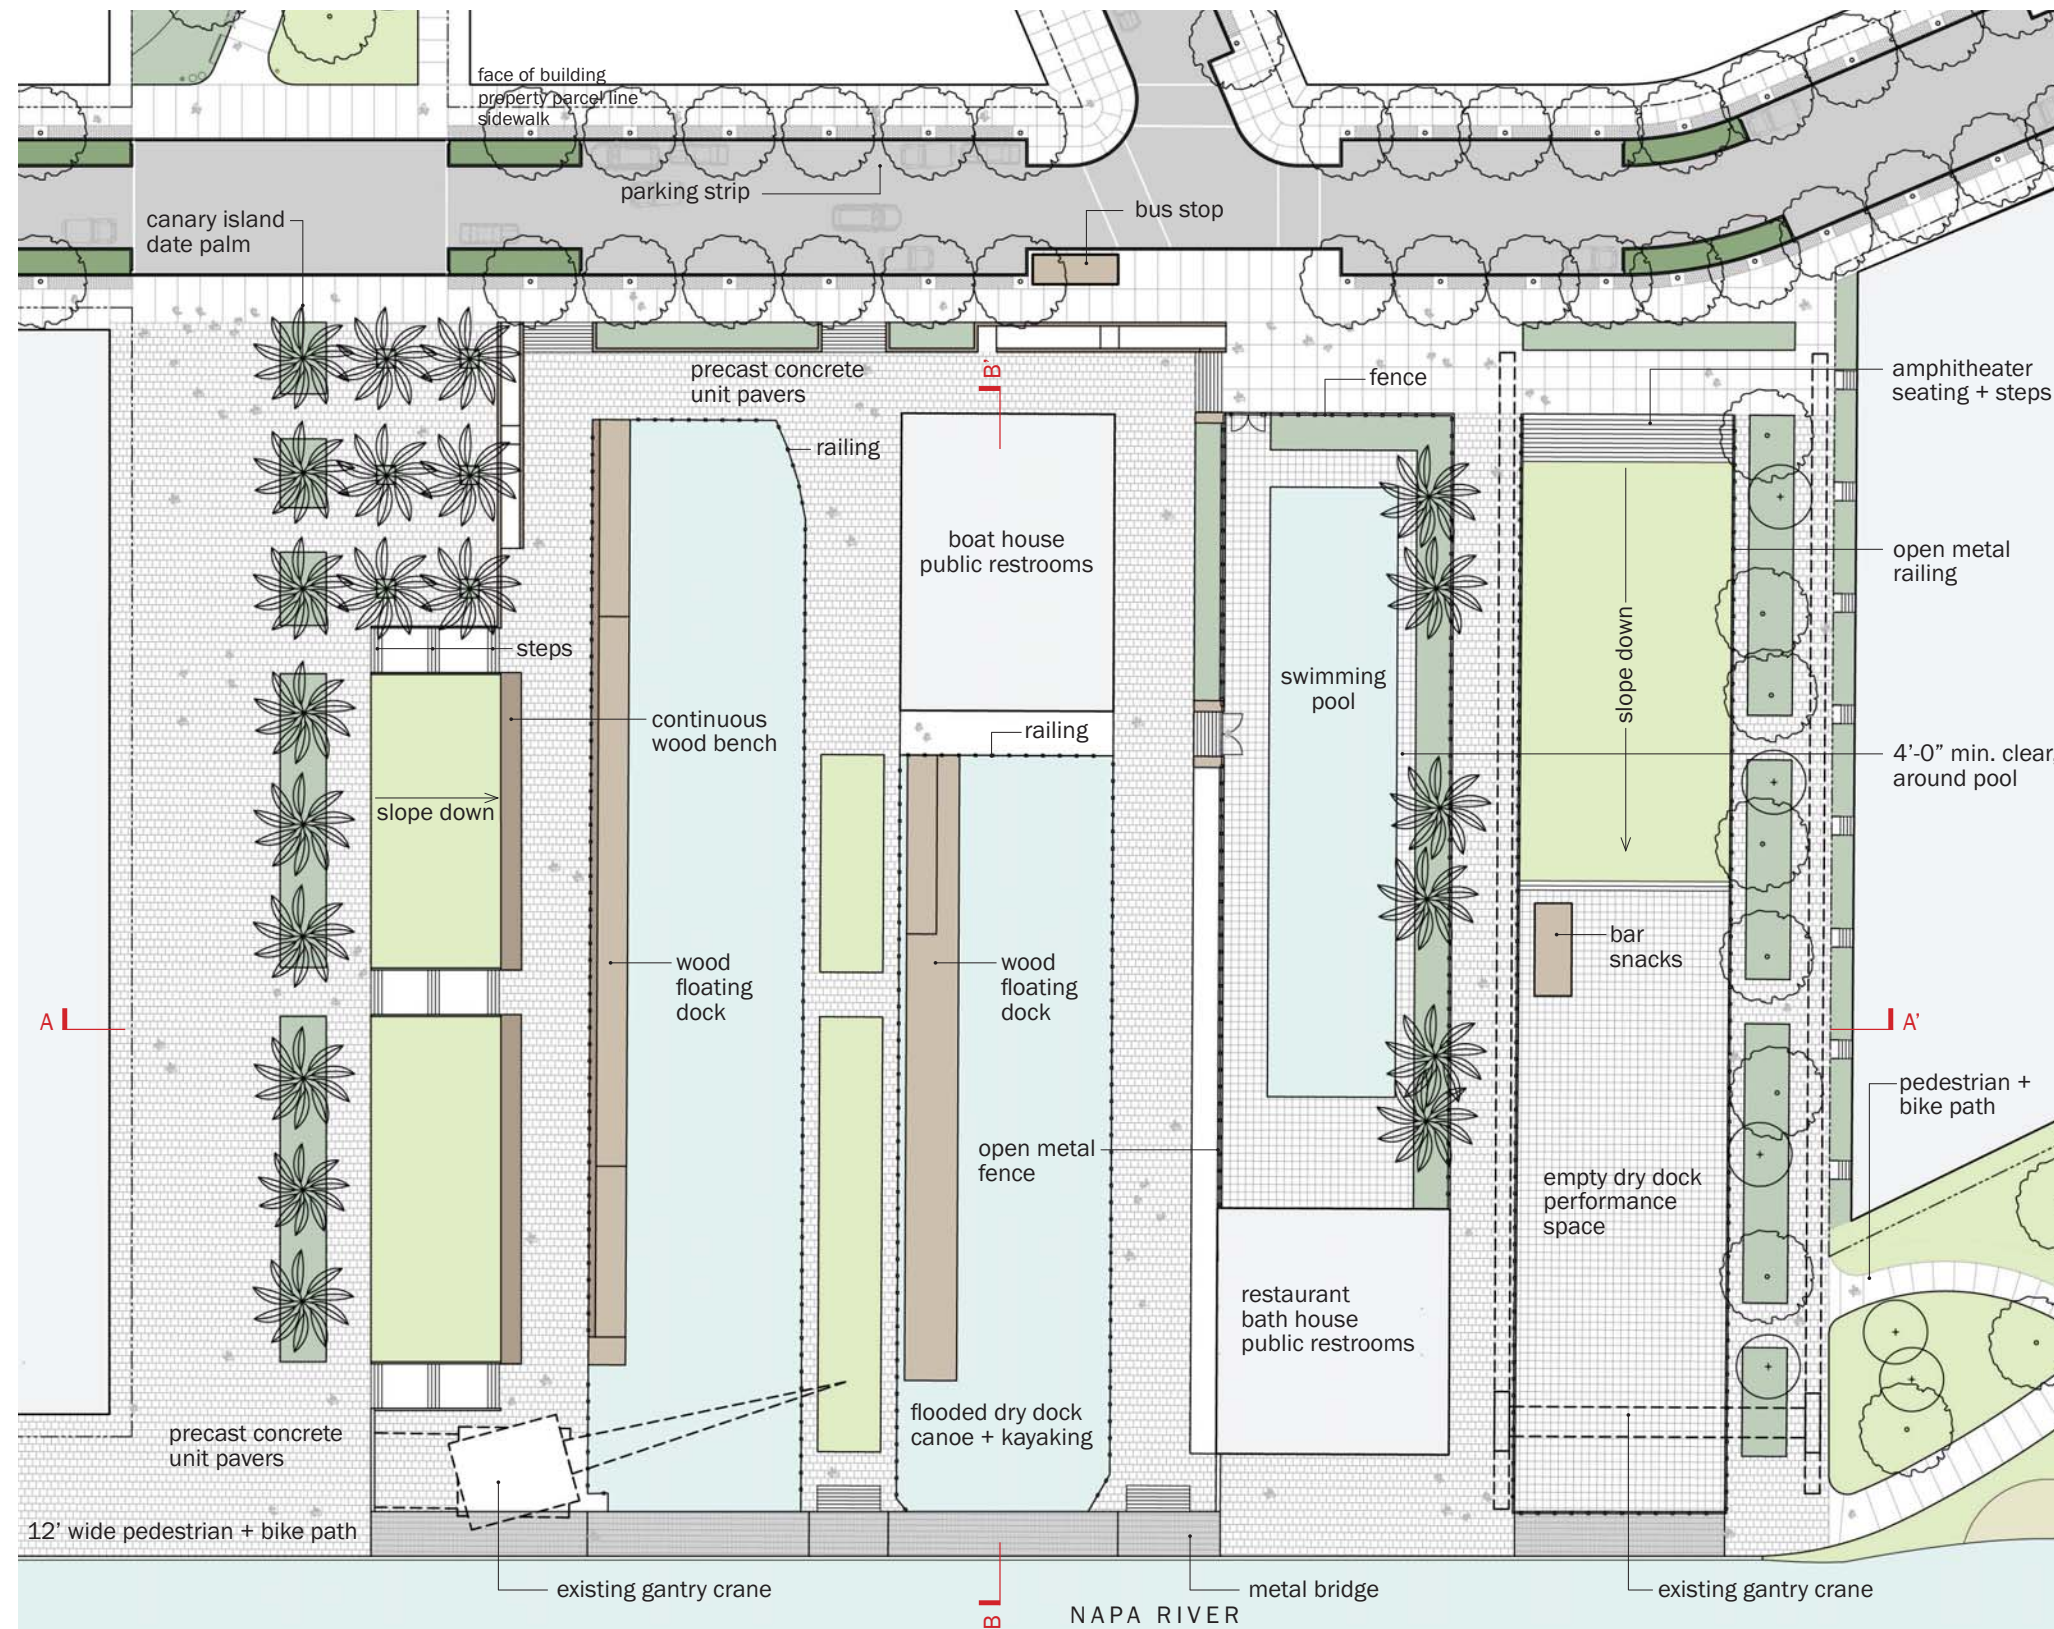 face of building
property parcel line
sidewalk
parking strip
bus stop
canary island
date palm
precast concrete
unit pavers
B'
fence
amphitheater
seating + steps
railing
boat house
public restrooms
open metal
railing
steps
slope down
swimming
pool
continuous
wood bench
railing
4'-0" min. clear,
around pool
slope down
bar
snacks
wood
floating
dock
wood
floating
dock
A
A'
pedestrian +
bike path
open metal
fence
empty dry dock
performance
space
restaurant
bath house
public restrooms
flooded dry dock
canoe + kayaking
precast concrete
unit pavers
12' wide pedestrian + bike path
existing gantry crane
metal bridge
existing gantry crane
B
NAPA RIVER